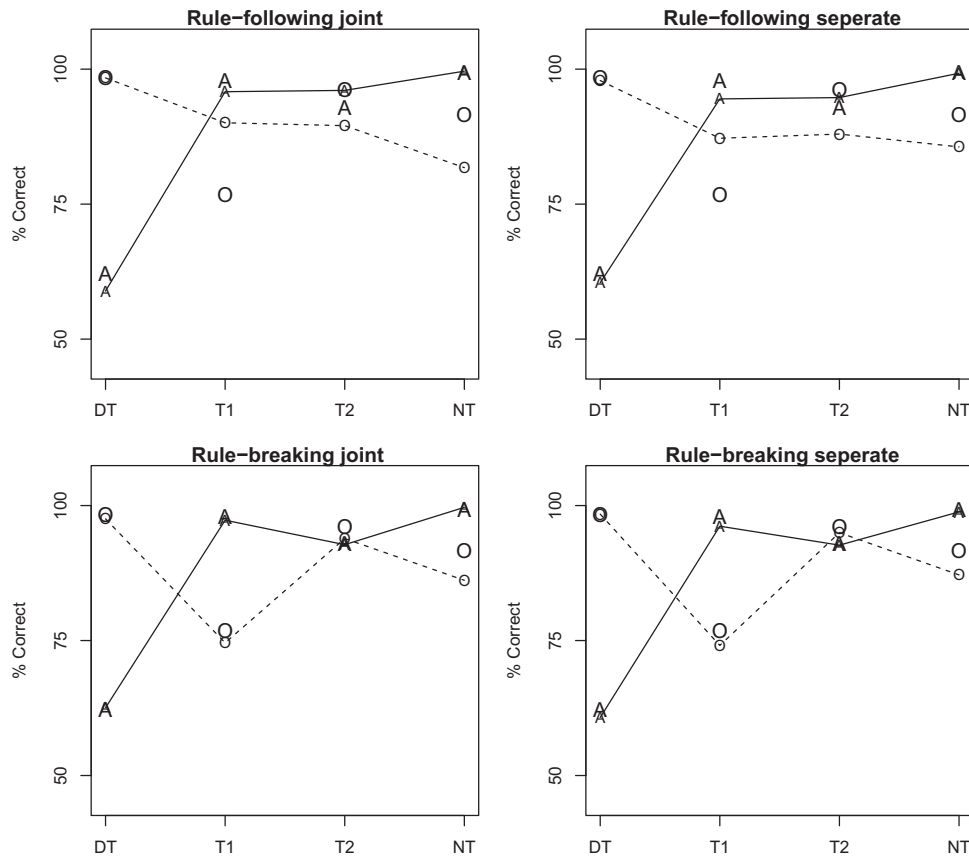 Rule−following joint
% Correct
100
75
50
O
O
A
A
A
A
O
O
O
A
A
O
A
O
O
DT
T1
T2
NT
Rule−following seperate
% Correct
100
75
50
O
O
A
A
A
A
O
O
O
A
A
O
A
O
O
DT
T1
T2
NT
Rule−breaking joint
% Correct
100
75
50
O
O
A
A
A
O
O
O
O
A
A
O
O
DT
T1
T2
NT
Rule−breaking seperate
% Correct
100
75
50
O
O
A
A
A
A
O
O
O
O
A
A
O
O
DT
T1
T2
NT